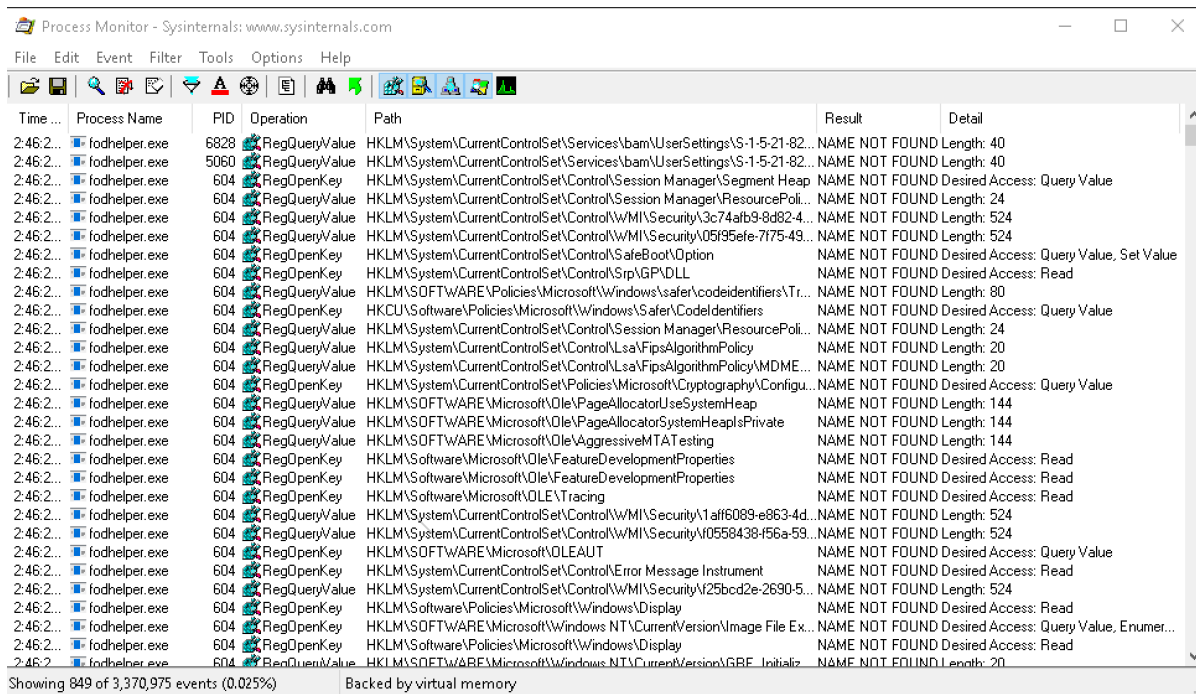 Process Monitor - Sysinternals: www.sysinternals.com
File Edit Event Filter Tools Options Help
Time ... Process Name PID Operation Path Result Detail
2:46:2... fodhelper.exe 6828 RegQueryValue HKLM\System\CurrentControlSet\Services\bam\UserSettings\S-1-5-21-82... NAME NOT FOUND Length: 40
2:46:2... fodhelper.exe 5060 RegQueryValue HKLM\System\CurrentControlSet\Services\bam\UserSettings\S-1-5-21-82... NAME NOT FOUND Length: 40
2:46:2... fodhelper.exe 604 RegOpenKey HKLM\System\CurrentControlSet\Control\Session Manager\Segment Heap NAME NOT FOUND Desired Access: Query Value
2:46:2... fodhelper.exe 604 RegQueryValue HKLM\System\CurrentControlSet\Control\Session Manager\ResourcePoli... NAME NOT FOUND Length: 24
2:46:2... fodhelper.exe 604 RegQueryValue HKLM\System\CurrentControlSet\Control\WMI\Security\3c74afb9-8d82-4... NAME NOT FOUND Length: 524
2:46:2... fodhelper.exe 604 RegQueryValue HKLM\System\CurrentControlSet\Control\WMI\Security\05f95efe-7f75-49... NAME NOT FOUND Length: 524
2:46:2... fodhelper.exe 604 RegOpenKey HKLM\System\CurrentControlSet\Control\SafeBoot\Option NAME NOT FOUND Desired Access: Query Value, Set Value
2:46:2... fodhelper.exe 604 RegOpenKey HKLM\System\CurrentControlSet\Control\Srp\GP\DLL NAME NOT FOUND Desired Access: Read
2:46:2... fodhelper.exe 604 RegQueryValue HKLM\SOFTWARE\Policies\Microsoft\Windows\safer\codeidentifiers\Tr... NAME NOT FOUND Length: 80
2:46:2... fodhelper.exe 604 RegOpenKey HKCU\Software\Policies\Microsoft\Windows\Safer\CodeIdentifiers NAME NOT FOUND Desired Access: Query Value
2:46:2... fodhelper.exe 604 RegQueryValue HKLM\System\CurrentControlSet\Control\Session Manager\ResourcePoli... NAME NOT FOUND Length: 24
2:46:2... fodhelper.exe 604 RegQueryValue HKLM\System\CurrentControlSet\Control\Lsa\FipsAlgorithmPolicy NAME NOT FOUND Length: 20
2:46:2... fodhelper.exe 604 RegQueryValue HKLM\System\CurrentControlSet\Control\Lsa\FipsAlgorithmPolicy\MDME... NAME NOT FOUND Length: 20
2:46:2... fodhelper.exe 604 RegOpenKey HKLM\System\CurrentControlSet\Policies\Microsoft\Cryptography\Configu... NAME NOT FOUND Desired Access: Query Value
2:46:2... fodhelper.exe 604 RegQueryValue HKLM\SOFTWARE\Microsoft\Ole\PageAllocatorUseSystemHeap NAME NOT FOUND Length: 144
2:46:2... fodhelper.exe 604 RegQueryValue HKLM\SOFTWARE\Microsoft\Ole\PageAllocatorSystemHeapIsPrivate NAME NOT FOUND Length: 144
2:46:2... fodhelper.exe 604 RegQueryValue HKLM\SOFTWARE\Microsoft\Ole\AggressiveMTATesting NAME NOT FOUND Length: 144
2:46:2... fodhelper.exe 604 RegOpenKey HKLM\Software\Microsoft\Ole\FeatureDevelopmentProperties NAME NOT FOUND Desired Access: Read
2:46:2... fodhelper.exe 604 RegOpenKey HKLM\Software\Microsoft\Ole\FeatureDevelopmentProperties NAME NOT FOUND Desired Access: Read
2:46:2... fodhelper.exe 604 RegOpenKey HKLM\Software\Microsoft\OLE\Tracing NAME NOT FOUND Desired Access: Read
2:46:2... fodhelper.exe 604 RegQueryValue HKLM\System\CurrentControlSet\Control\WMI\Security\1aff6089-e863-4d... NAME NOT FOUND Length: 524
2:46:2... fodhelper.exe 604 RegQueryValue HKLM\System\CurrentControlSet\Control\WMI\Security\f0558438-f56a-59... NAME NOT FOUND Length: 524
2:46:2... fodhelper.exe 604 RegOpenKey HKLM\SOFTWARE\Microsoft\OLEAUT NAME NOT FOUND Desired Access: Query Value
2:46:2... fodhelper.exe 604 RegOpenKey HKLM\System\CurrentControlSet\Control\Error Message Instrument NAME NOT FOUND Desired Access: Read
2:46:2... fodhelper.exe 604 RegQueryValue HKLM\System\CurrentControlSet\Control\WMI\Security\f25bcd2e-2690-5... NAME NOT FOUND Length: 524
2:46:2... fodhelper.exe 604 RegOpenKey HKLM\Software\Policies\Microsoft\Windows\Display NAME NOT FOUND Desired Access: Read
2:46:2... fodhelper.exe 604 RegOpenKey HKLM\SOFTWARE\Microsoft\Windows NT\CurrentVersion\Image File Ex... NAME NOT FOUND Desired Access: Query Value, Enumer...
2:46:2... fodhelper.exe 604 RegOpenKey HKLM\Software\Policies\Microsoft\Windows\Display NAME NOT FOUND Desired Access: Read
2:46:2... fodhelper.exe 604 RegQueryValue HKLM\SOFTWARE\Microsoft\Windows NT\CurrentVersion\GRE_Initializ... NAME NOT FOUND Length: 20
Showing 849 of 3,370,975 events (0.025%) Backed by virtual memory